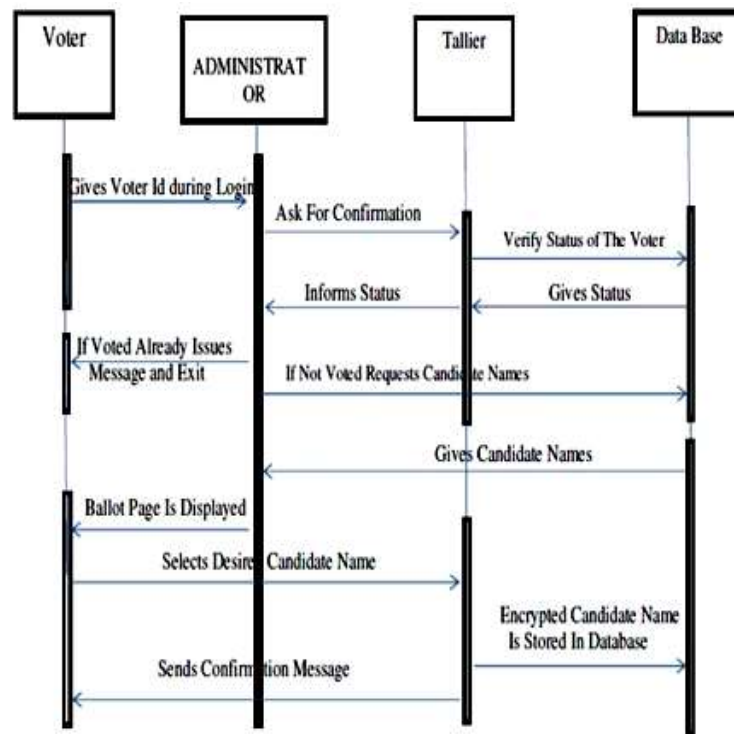 Voter
ADMINISTRAT
OR
Tallier
Data Base
Gives Voter Id during Login
Ask For Confirmation
Verify Status of The Voter
Informs Status
Gives Status
If Voted Already Issues
Message and Exit
If Not Voted Requests Candidate Names
Gives Candidate Names
Ballot Page Is Displayed
Selects Desired Candidate Name
Encrypted Candidate Name
Is Stored In Database
Sends Confirmation Message